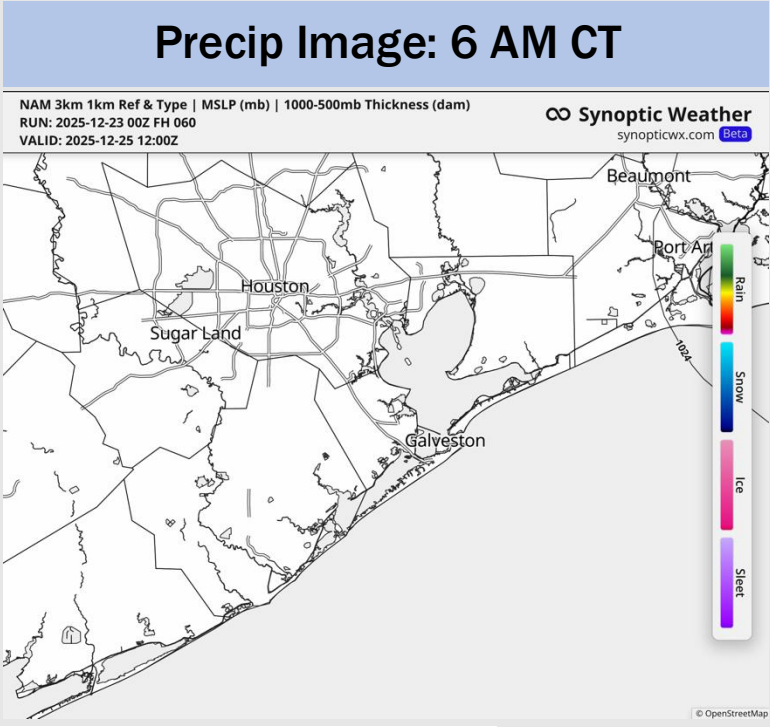 Precip Image: 6 AM CT
NAM 3km 1km Ref & Type | MSLP (mb) | 1000-500mb Thickness (dam)
RUN: 2025-12-23 00Z FH 060
VALID: 2025-12-25 12:00Z
Synoptic Weather
synopticwx.com Beta
Beaumont
Port Art
Rain
Houston
Sugar Land
1024
Snow
Galveston
Ice
Sleet
© OpenStreetMap